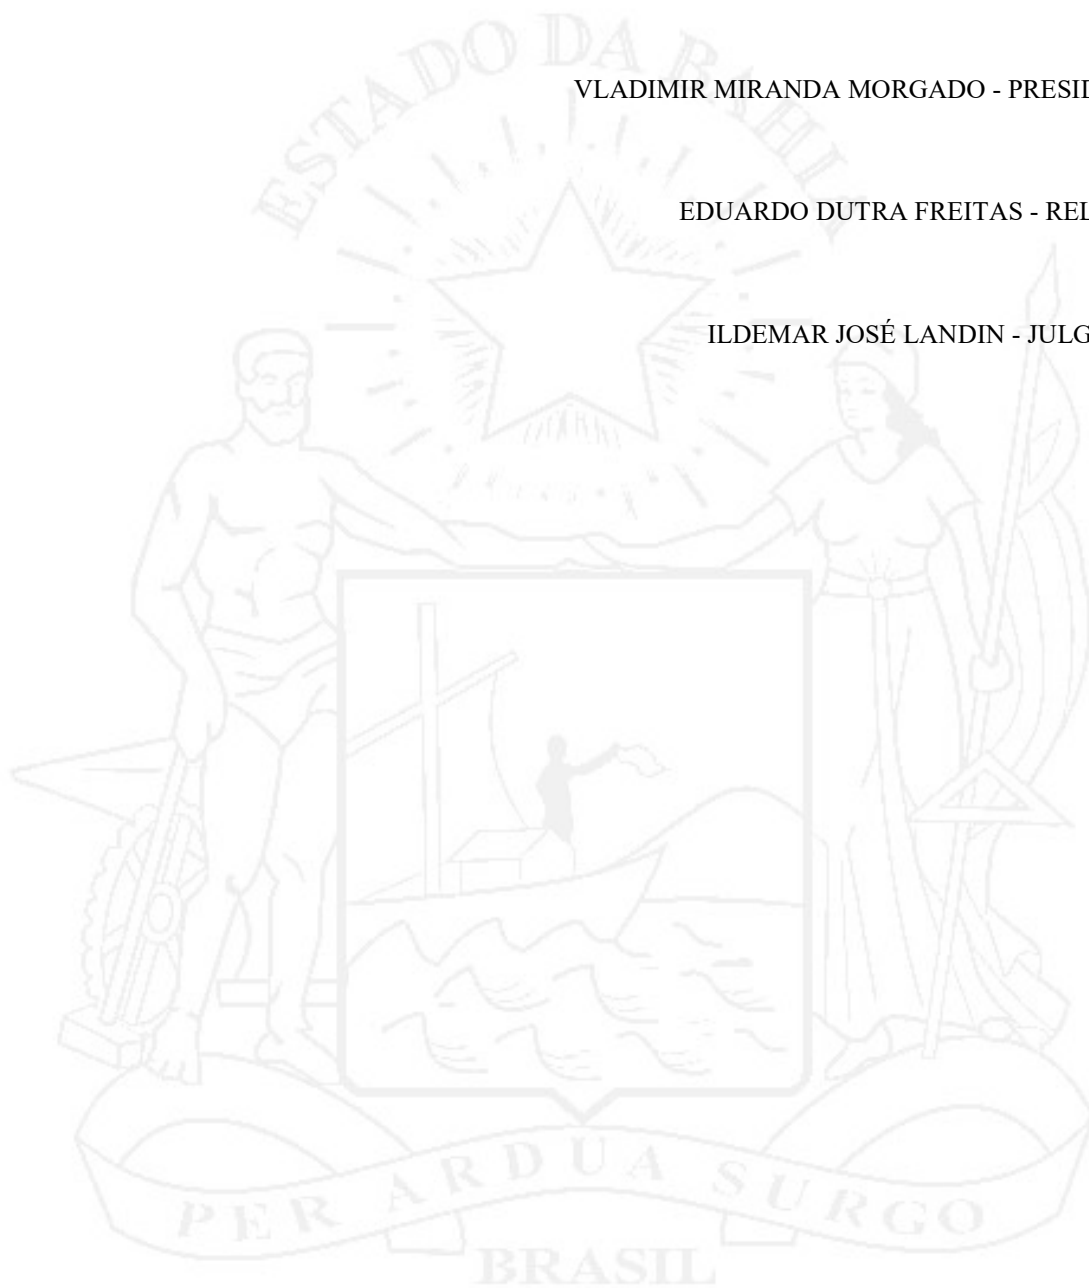 ESTADO DA BAHIA
VLADIMIR MIRANDA MORGADO - PRESID
EDUARDO DUTRA FREITAS - REL
ILDEMAR JOSÉ LANDIN - JULG
PER ARDUA SURGO
BRASIL